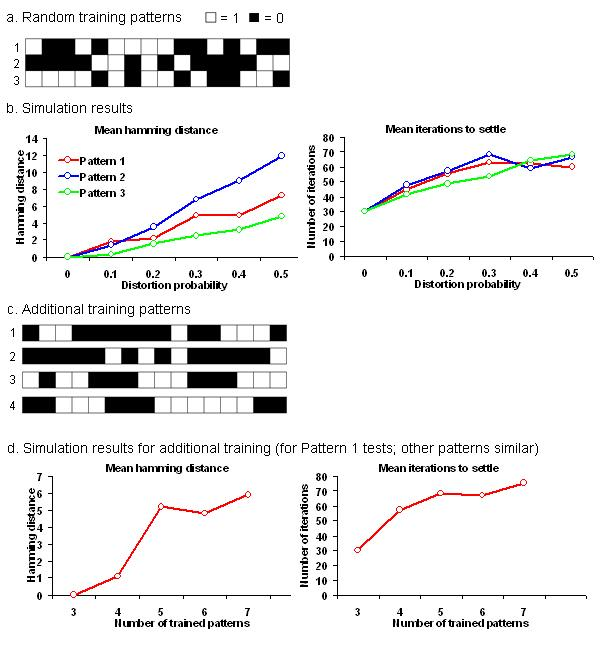 a. Random training patterns □ = 1 ■ = 0
1
2
3
b. Simulation results
Mean hamming distance
Hamming distance
14
12
10
8
6
4
2
0
Pattern 1
Pattern 2
Pattern 3
0 0.1 0.2 0.3 0.4 0.5
Distortion probability
Mean iterations to settle
Number of iterations
80
70
60
50
40
30
20
10
0
0 0.1 0.2 0.3 0.4 0.5
Distortion probability
c. Additional training patterns
1
2
3
4
d. Simulation results for additional training (for Pattern 1 tests; other patterns similar)
Mean hamming distance
Hamming distance
7
6
5
4
3
2
1
0
3 4 5 6 7
Number of trained patterns
Mean iterations to settle
Number of iterations
80
70
60
50
40
30
20
10
0
3 4 5 6 7
Number of trained patterns